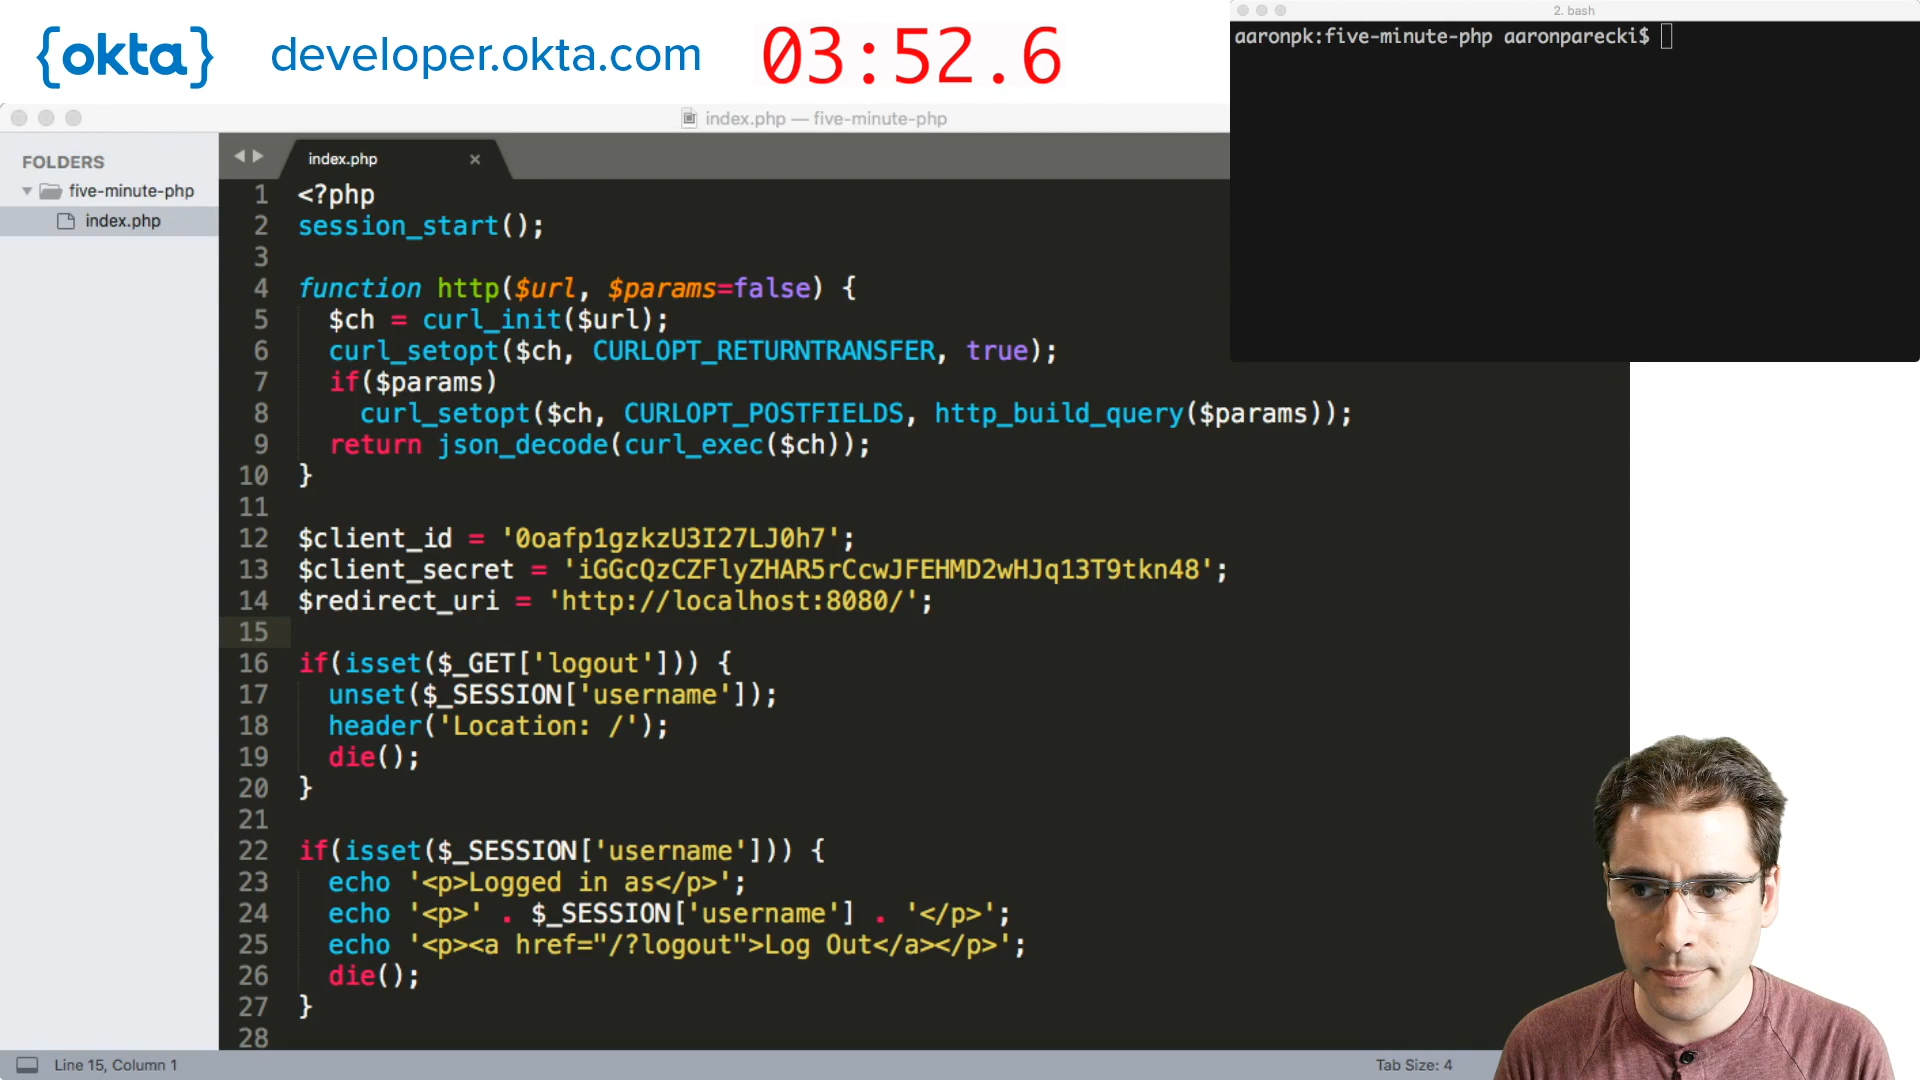 {okta}
developer.okta.com
03:52.6
2. bash
aaronpk:five-minute-php aaronparecki$
index.php — five-minute-php
FOLDERS
five-minute-php
index.php
index.php ×
1 <?php
2 session_start();
3
4 function http($url, $params=false) {
5   $ch = curl_init($url);
6   curl_setopt($ch, CURLOPT_RETURNTRANSFER, true);
7   if($params)
8     curl_setopt($ch, CURLOPT_POSTFIELDS, http_build_query($params));
9   return json_decode(curl_exec($ch));
10 }
11
12 $client_id = '0oafp1gzkzU3I27LJ0h7';
13 $client_secret = 'iGGcQzCZFlyZHAR5rCcwJFEHMD2wHJq13T9tkn48';
14 $redirect_uri = 'http://localhost:8080/';
15
16 if(isset($_GET['logout'])) {
17   unset($_SESSION['username']);
18   header('Location: /');
19   die();
20 }
21
22 if(isset($_SESSION['username'])) {
23   echo '<p>Logged in as</p>';
24   echo '<p>' . $_SESSION['username'] . '</p>';
25   echo '<p><a href="/?logout">Log Out</a></p>';
26   die();
27 }
28
Line 15, Column 1
Tab Size: 4